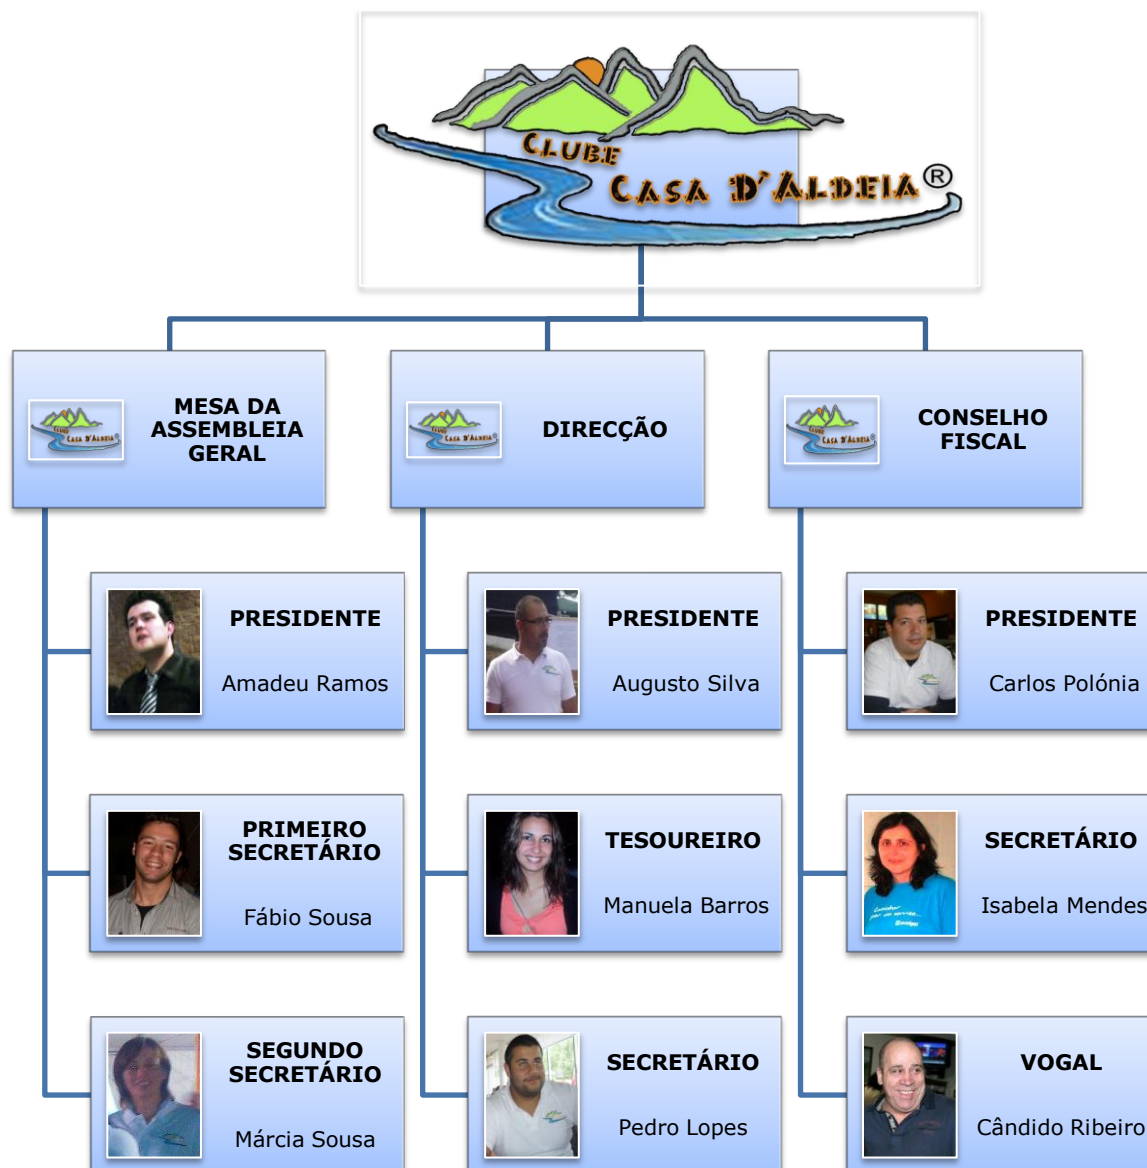 CLUBE
CASA D'ALDEIA®
MESA DA
ASSEMBLEIA
GERAL
DIRECÇÃO
CONSELHO
FISCAL
PRESIDENTE
Amadeu Ramos
PRESIDENTE
Augusto Silva
PRESIDENTE
Carlos Polónia
PRIMEIRO
SECRETÁRIO
Fábio Sousa
TESOUREIRO
Manuela Barros
SECRETÁRIO
Isabela Mendes
SEGUNDO
SECRETÁRIO
Márcia Sousa
SECRETÁRIO
Pedro Lopes
VOGAL
Cândido Ribeiro